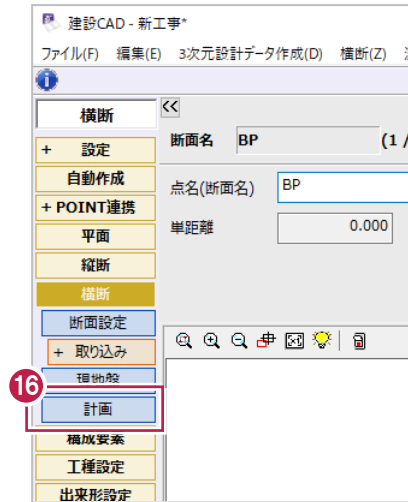 建設CAD - 新工事*
ファイル(F) 編集(E) 3次元設計データ作成(D) 横断(Z)
横断
<<
+ 設定
断面名 BP (1 /
自動作成
点名(断面名) BP
+ POINT連携
単距離 0.000
平面
縦断
横断
断面設定
+ 取り込み
現地盤
16
計画
構成要素
工種設定
出来形設定